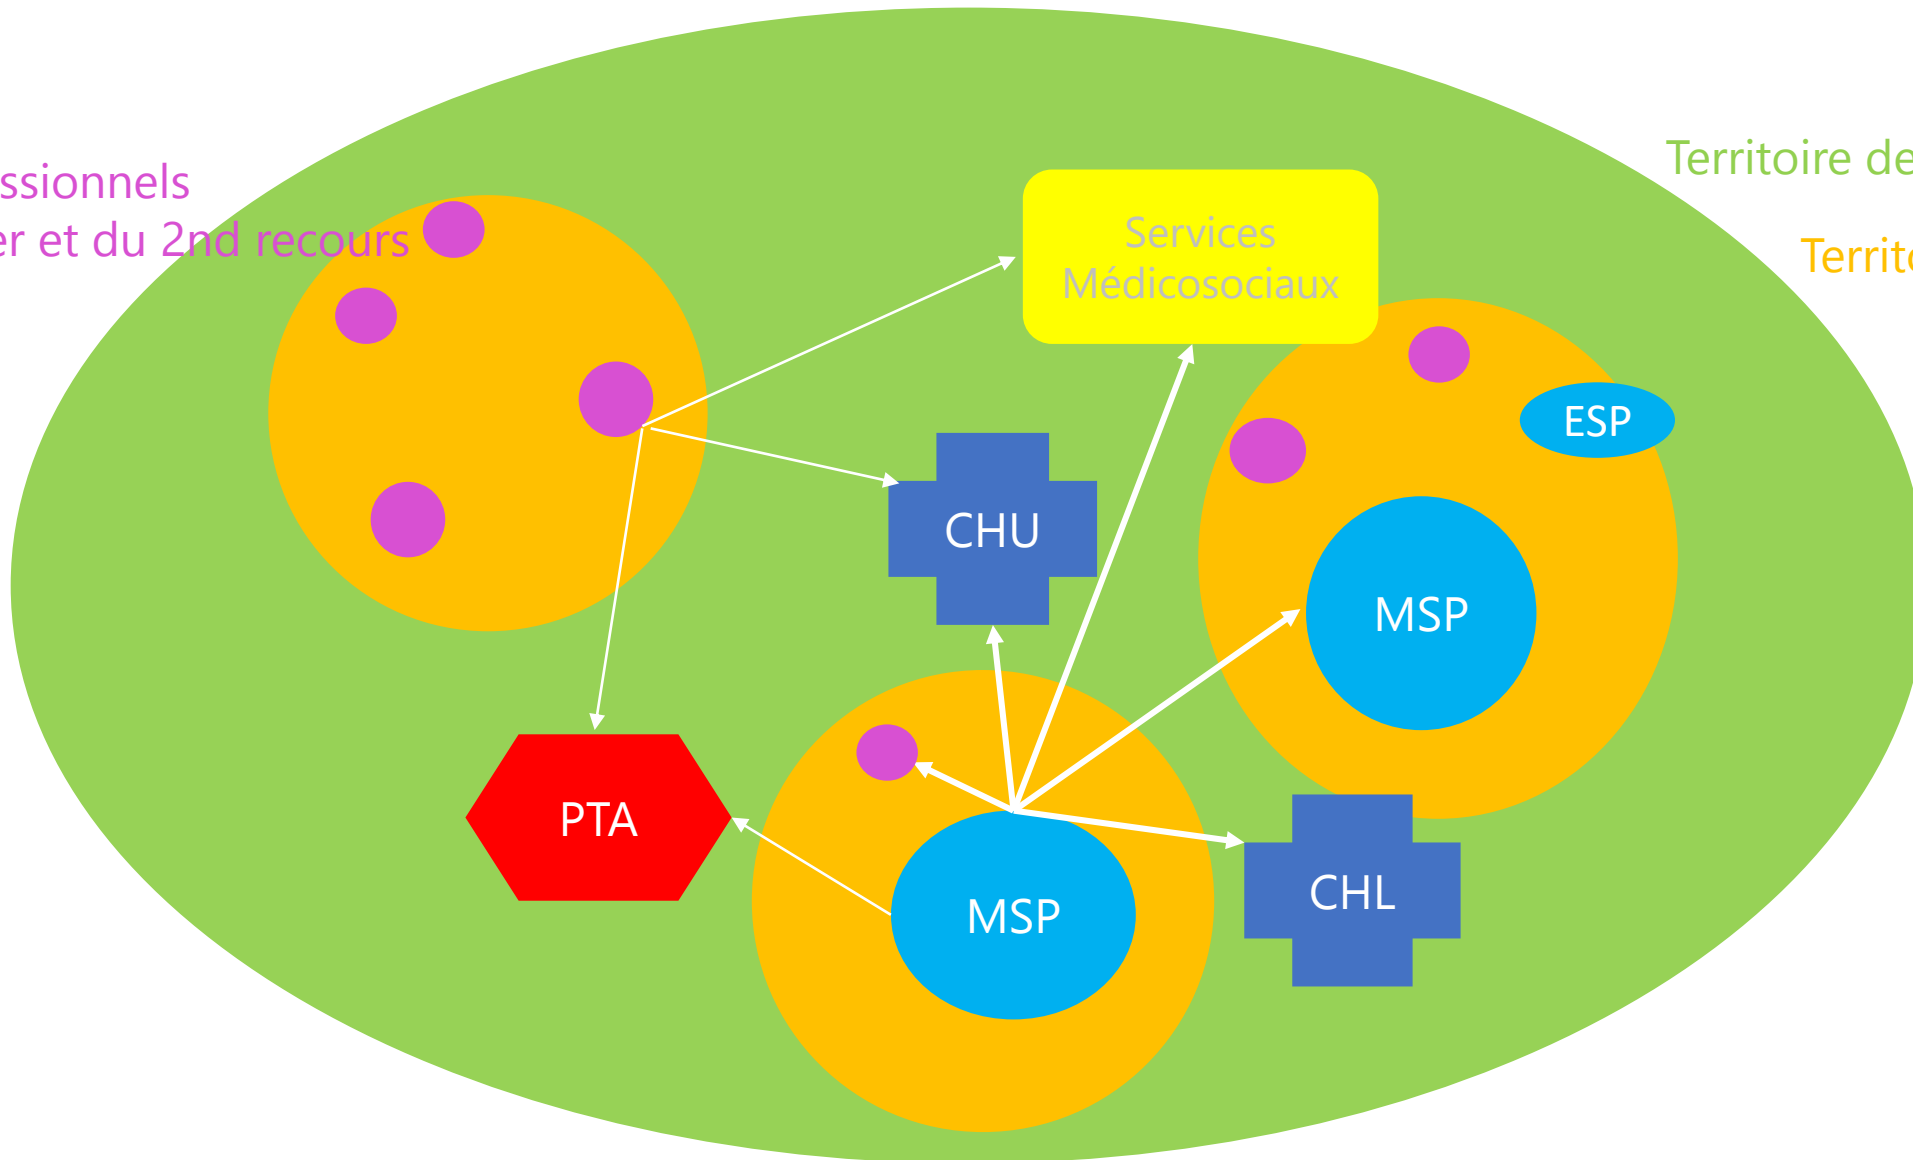 ssionnels
er et du 2nd recours
Territoire de
Territo
Services
Médicosociaux
ESP
CHU
MSP
PTA
MSP
CHL